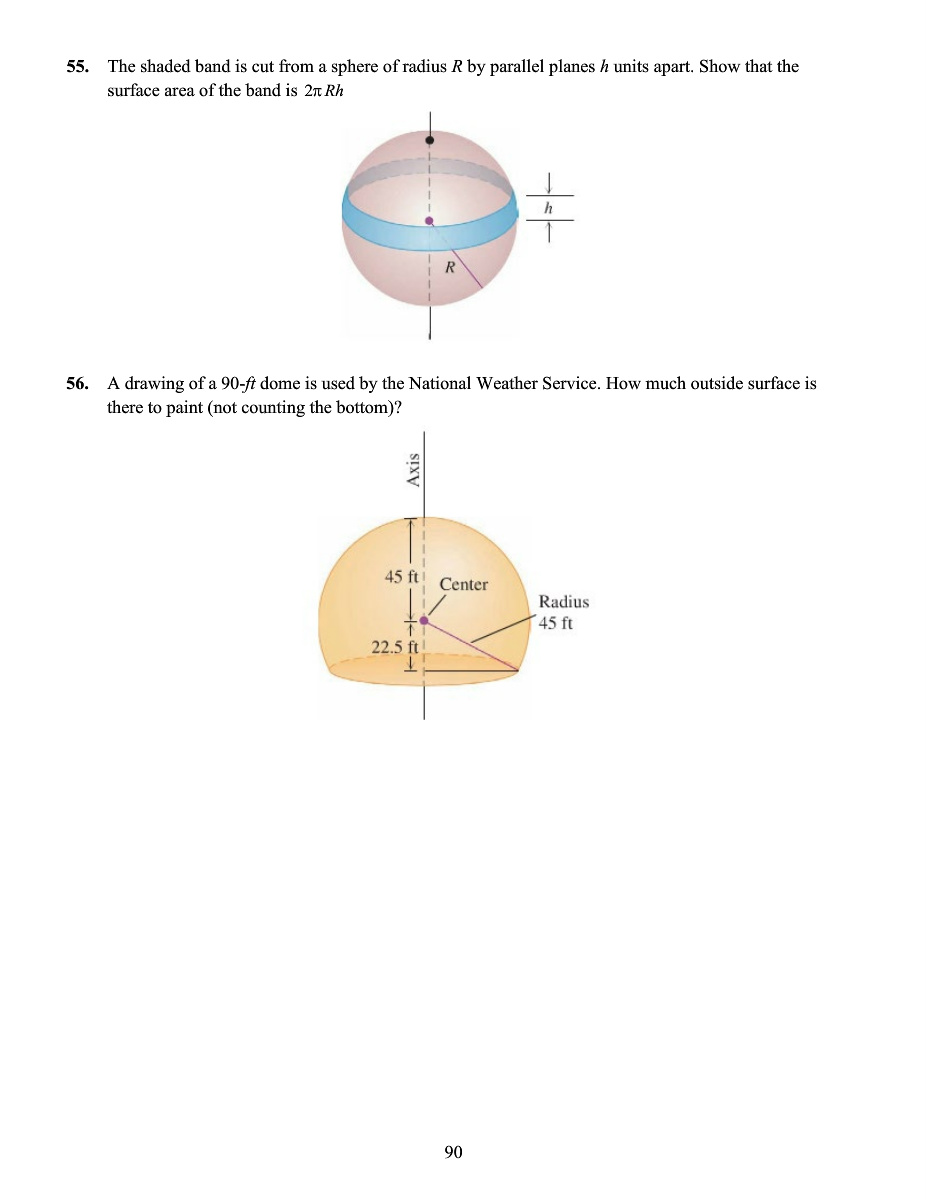 55. The shaded band is cut from a sphere of radius R by parallel planes h units apart. Show that the
surface area of the band is 2π Rh
h
R
56. A drawing of a 90-ft dome is used by the National Weather Service. How much outside surface is
there to paint (not counting the bottom)?
Axis
45 ft
Center
Radius
45 ft
22.5 ft
90